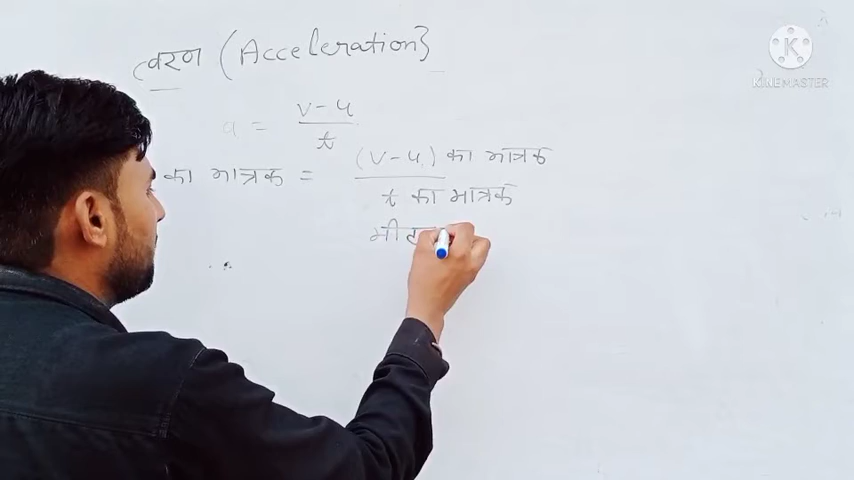 त्वरण (Acceleration}
a = v-u/t
का मात्रक = (v-u) का मात्रक / t का मात्रक
KINEMASTER